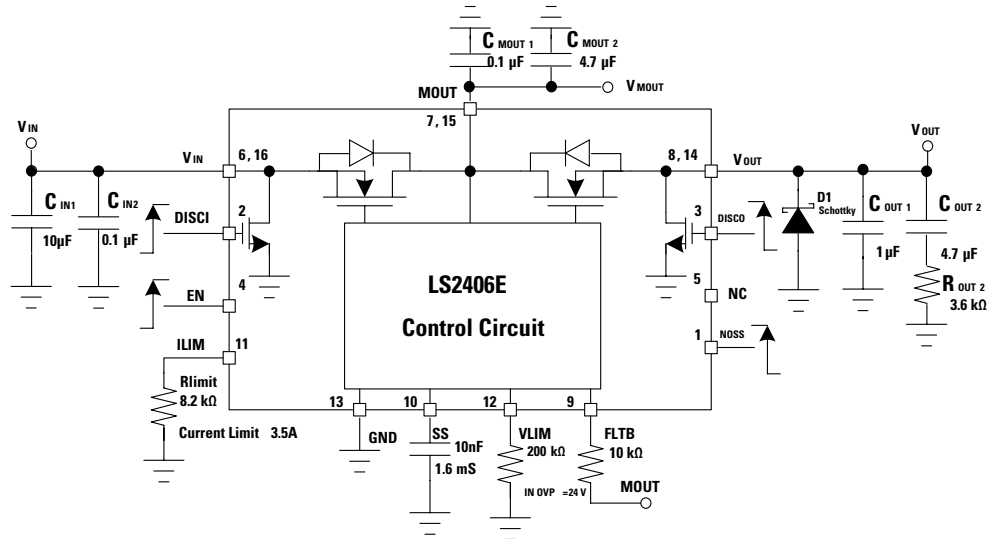 C MOUT 1
0.1 µF
C MOUT 2
4.7 µF
MOUT
V MOUT
7, 15
V IN
V IN
6, 16
8, 14
V OUT
V OUT
C IN1
10µF
C IN2
0.1 µF
DISCI
2
3
DISCO
D1
Schottky
C OUT 1
1 µF
C OUT 2
4.7 µF
R OUT 2
3.6 kΩ
EN
4
5
NC
LS2406E
Control Circuit
1
NOSS
ILIM
11
Rlimit
8.2 kΩ
Current Limit 3.5A
13
10
12
9
GND
SS
10nF
1.6 mS
VLIM
200 kΩ
IN OVP =24 V
FLTB
10 kΩ
MOUT